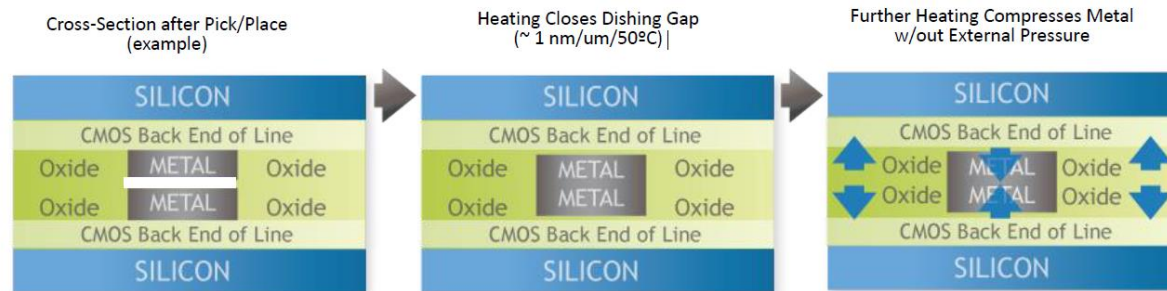 Cross-Section after Pick/Place
(example)
SILICON
CMOS Back End of Line
Oxide METAL Oxide
Oxide METAL Oxide
CMOS Back End of Line
SILICON
Heating Closes Dishing Gap
(~ 1 nm/um/50ºC) |
SILICON
CMOS Back End of Line
Oxide METAL Oxide
Oxide METAL Oxide
CMOS Back End of Line
SILICON
Further Heating Compresses Metal
w/out External Pressure
SILICON
CMOS Back End of Line
Oxide METAL Oxide
Oxide METAL Oxide
CMOS Back End of Line
SILICON